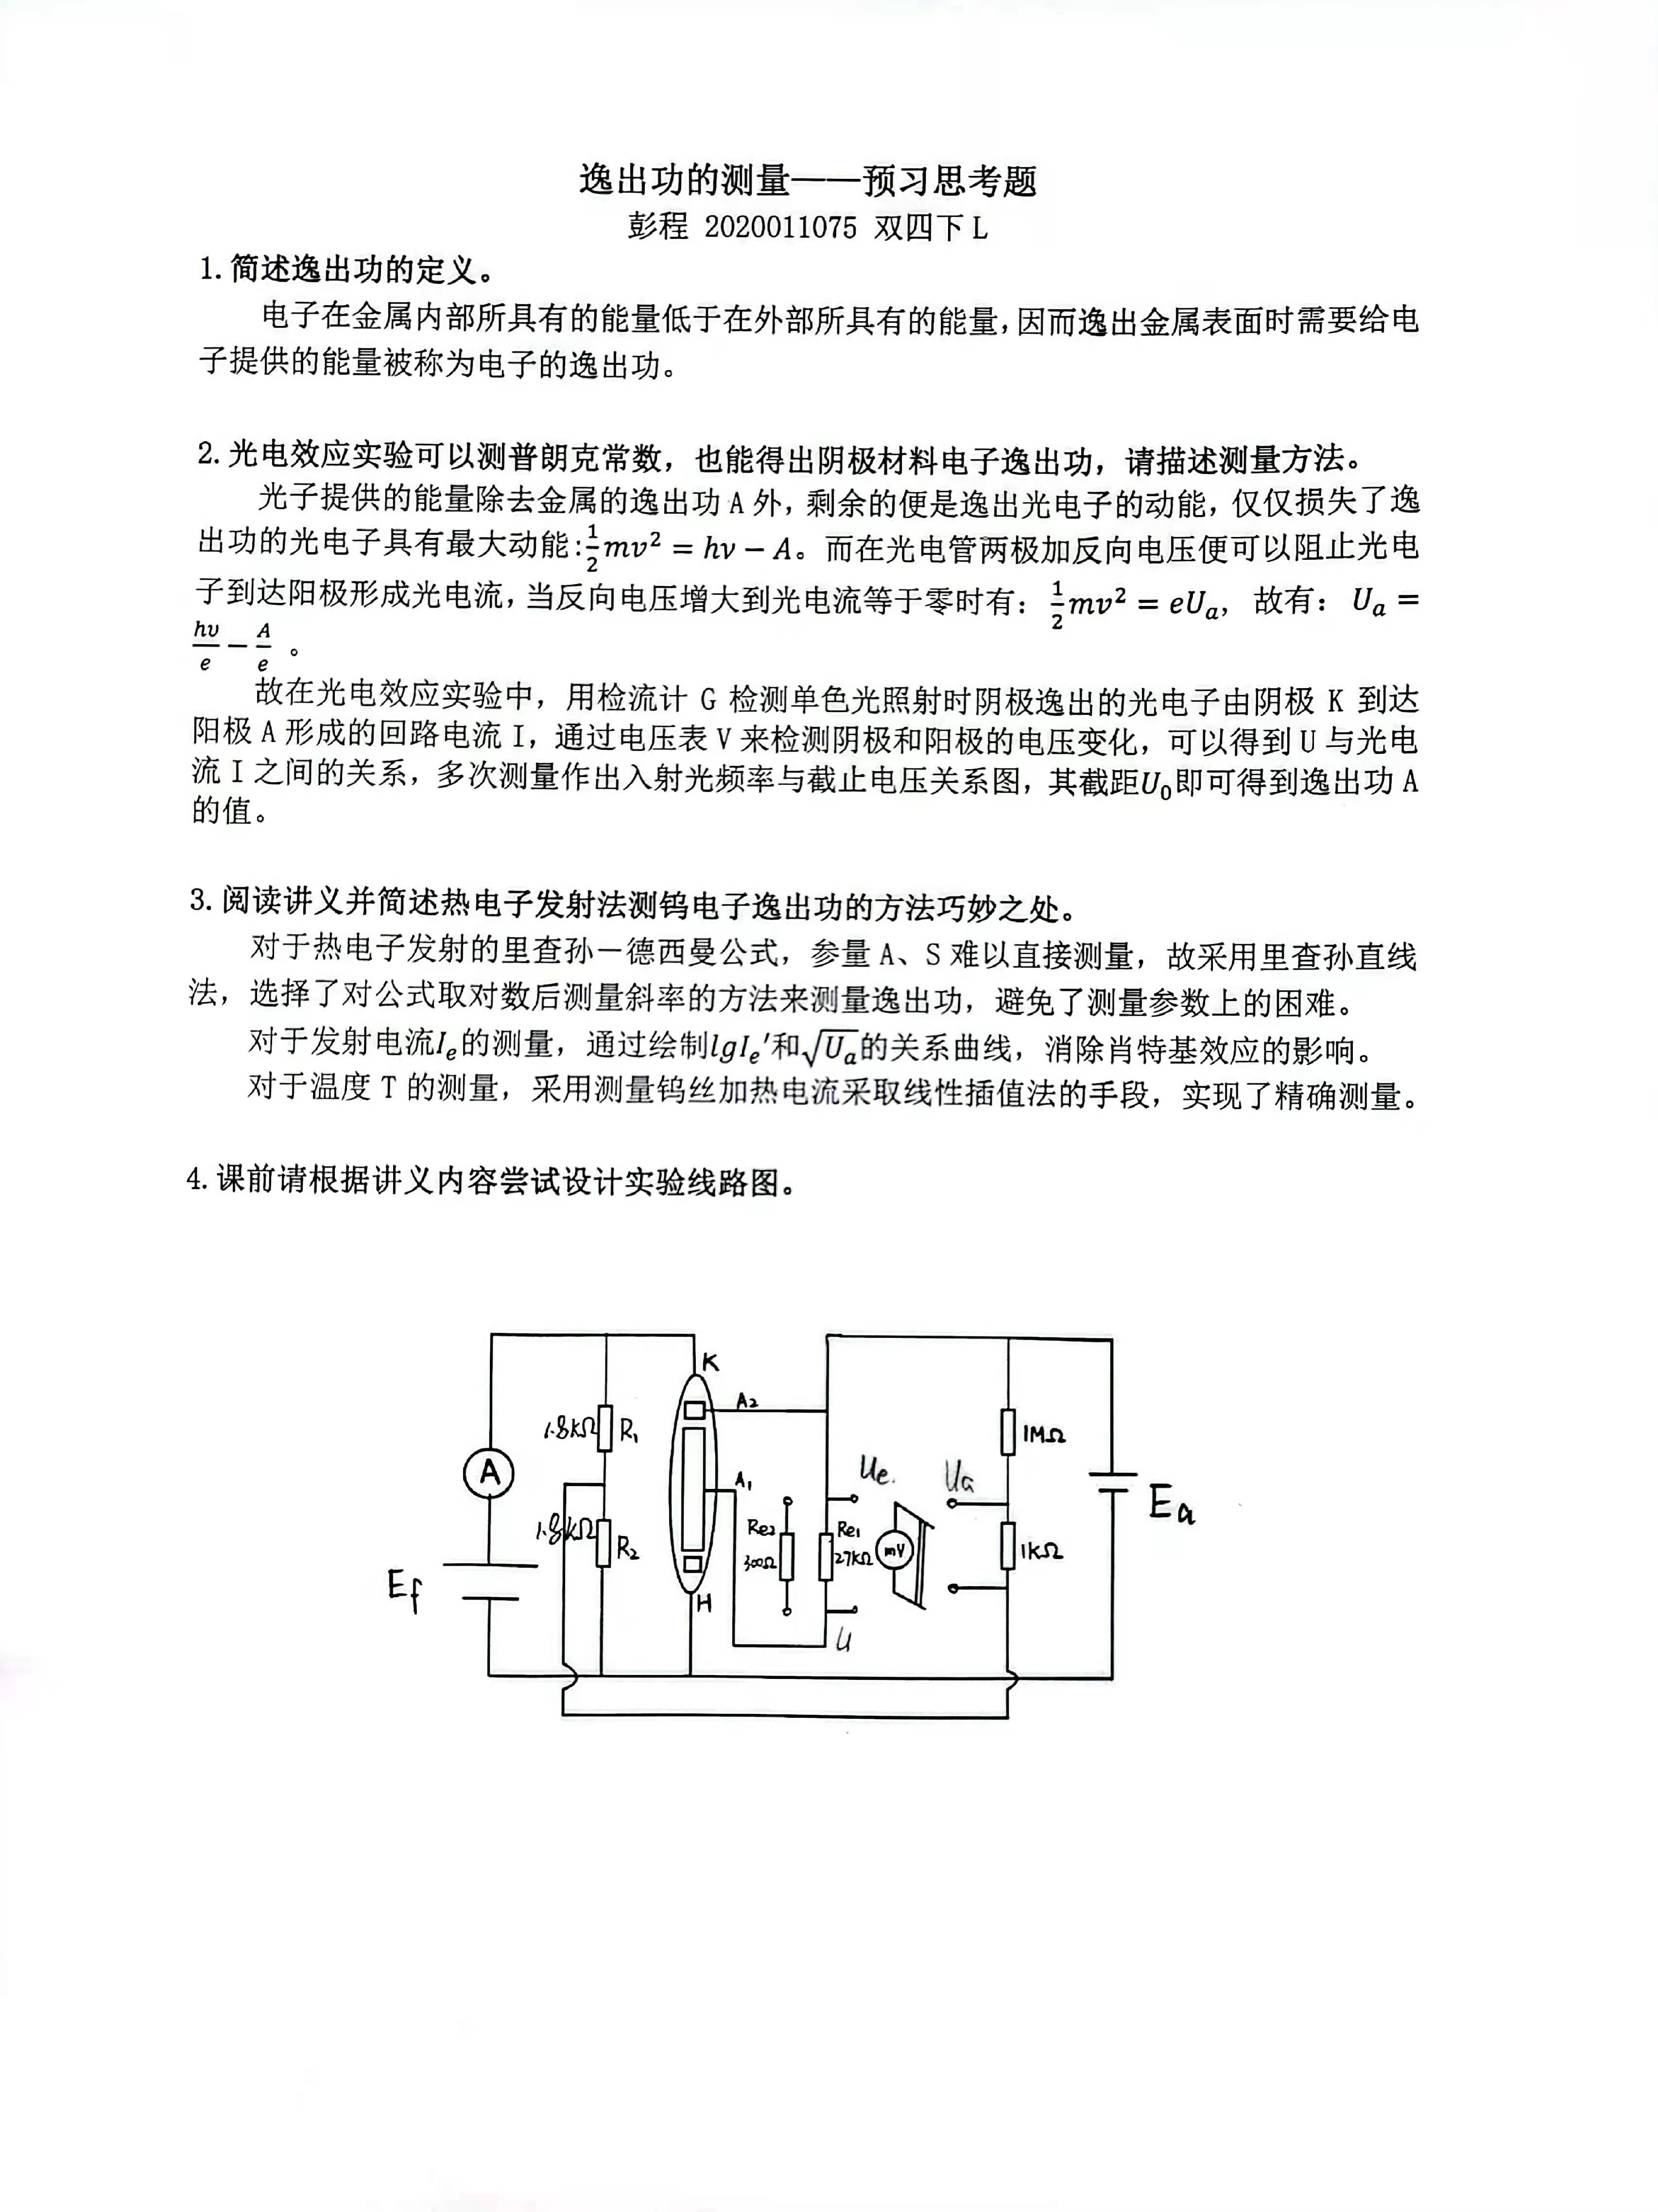 逸出功的测量——预习思考题
彭程 2020011075 双四下 L
1.简述逸出功的定义。
电子在金属内部所具有的能量低于在外部所具有的能量,因而逸出金属表面时需要给电
子提供的能量被称为电子的逸出功。
2.光电效应实验可以测普朗克常数，也能得出阴极材料电子逸出功，请描述测量方法。
光子提供的能量除去金属的逸出功 A 外，剩余的便是逸出光电子的动能，仅仅损失了逸
出功的光电子具有最大动能:½mv² = hν − A。而在光电管两极加反向电压便可以阻止光电
子到达阳极形成光电流,当反向电压增大到光电流等于零时有：½mv² = eUₐ，故有：Uₐ =
hυ/e − A/e 。
故在光电效应实验中，用检流计 G 检测单色光照射时阴极逸出的光电子由阴极 K 到达
阳极 A 形成的回路电流 I，通过电压表 V 来检测阴极和阳极的电压变化，可以得到 U 与光电
流 I 之间的关系，多次测量作出入射光频率与截止电压关系图，其截距U₀即可得到逸出功 A
的值。
3.阅读讲义并简述热电子发射法测钨电子逸出功的方法巧妙之处。
对于热电子发射的里查孙－德西曼公式，参量 A、S 难以直接测量，故采用里查孙直线
法，选择了对公式取对数后测量斜率的方法来测量逸出功，避免了测量参数上的困难。
对于发射电流Iₑ的测量，通过绘制lgIₑ′和√Uₐ的关系曲线，消除肖特基效应的影响。
对于温度 T 的测量，采用测量钨丝加热电流采取线性插值法的手段，实现了精确测量。
4.课前请根据讲义内容尝试设计实验线路图。
K
A₂
1.8kΩ R₁
1MΩ
A
A₁
Ue.
Ua
Ea
1.8kΩ R₂
Re₂
300Ω
Re₁
27kΩ
mV
1kΩ
Ef
H
U